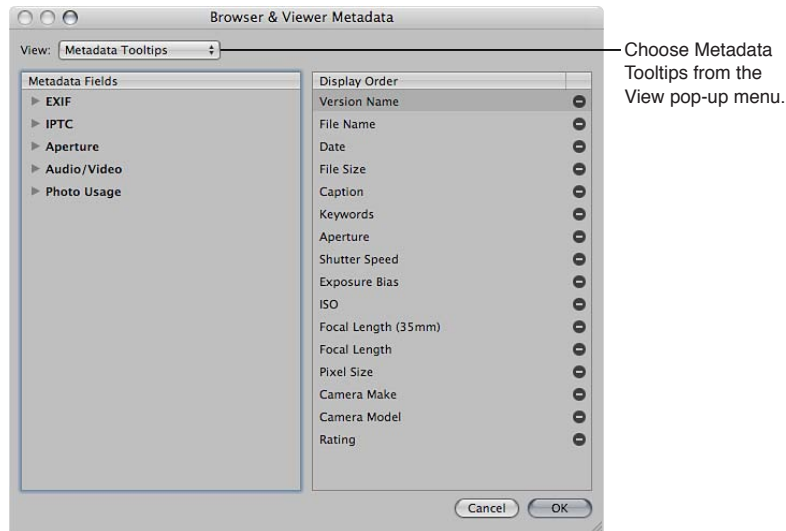 Browser & Viewer Metadata
View: Metadata Tooltips
Choose Metadata
Tooltips from the
View pop-up menu.
Metadata Fields
EXIF
IPTC
Aperture
Audio/Video
Photo Usage
Display Order
Version Name
File Name
Date
File Size
Caption
Keywords
Aperture
Shutter Speed
Exposure Bias
ISO
Focal Length (35mm)
Focal Length
Pixel Size
Camera Make
Camera Model
Rating
Cancel
OK